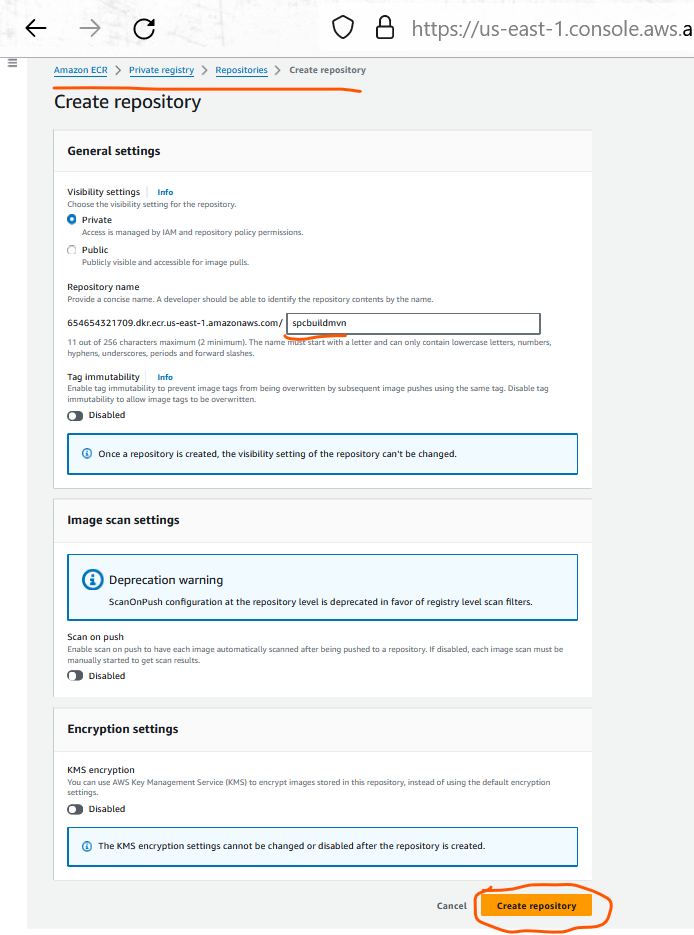 https://us-east-1.console.aws.a
Amazon ECR > Private registry > Repositories > Create repository
Create repository
General settings
Visibility settings | Info
Choose the visibility setting for the repository.
Private
Access is managed by IAM and repository policy permissions.
Public
Publicly visible and accessible for image pulls.
Repository name
Provide a concise name. A developer should be able to identify the repository contents by the name.
654654321709.dkr.ecr.us-east-1.amazonaws.com/ spcbuildmvn
11 out of 256 characters maximum (2 minimum). The name must start with a letter and can only contain lowercase letters, numbers,
hyphens, underscores, periods and forward slashes.
Tag immutability | Info
Enable tag immutability to prevent image tags from being overwritten by subsequent image pushes using the same tag. Disable tag
immutability to allow image tags to be overwritten.
Disabled
Once a repository is created, the visibility setting of the repository can't be changed.
Image scan settings
Deprecation warning
ScanOnPush configuration at the repository level is deprecated in favor of registry level scan filters.
Scan on push
Enable scan on push to have each image automatically scanned after being pushed to a repository. If disabled, each image scan must be
manually started to get scan results.
Disabled
Encryption settings
KMS encryption
You can use AWS Key Management Service (KMS) to encrypt images stored in this repository, instead of using the default encryption
settings.
Disabled
The KMS encryption settings cannot be changed or disabled after the repository is created.
Cancel Create repository